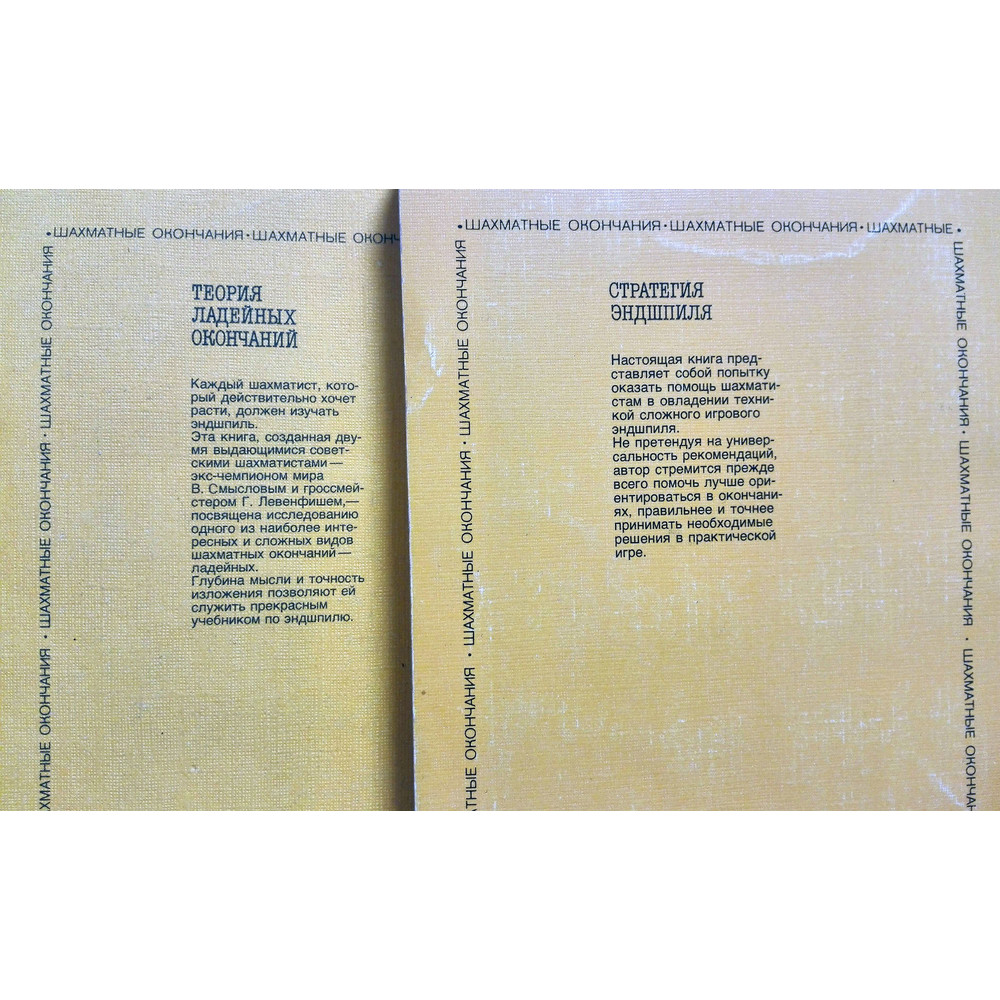 •ШАХМАТНЫЕ ОКОНЧАНИЯ•ШАХМАТНЫЕ ОКОНЧ
ШАХМАТНЫЕ ОКОНЧАНИЯ • ШАХМАТНЫЕ ОКОНЧАНИЯ • ШАХМАТНЫЕ ОКОНЧАНИЯ
ТЕОРИЯ
ЛАДЕЙНЫХ
ОКОНЧАНИЙ
Каждый шахматист, кото-
рый действительно хочет
расти, должен изучать
эндшпиль.
Эта книга, созданная дву-
мя выдающимися совет-
скими шахматистами —
экс-чемпионом мира
В. Смысловым и гроссмей-
стером Г. Левенфишем,—
посвящена исследованию
одного из наиболее инте-
ресных и сложных видов
шахматных окончаний —
ладейных.
Глубина мысли и точность
изложения позволяют ей
служить прекрасным
учебником по эндшпилю.
•ШАХМАТНЫЕ ОКОНЧАНИЯ•ШАХМАТНЫЕ ОКОНЧАНИЯ•ШАХМАТНЫЕ•
АТНЫЕ ОКОНЧАНИЯ • ШАХМАТНЫЕ ОКОНЧАНИЯ • ШАХМАТНЫЕ ОКОНЧАНИЯ
СТРАТЕГИЯ
ЭНДШПИЛЯ
Настоящая книга пред-
ставляет собой попытку
оказать помощь шахмати-
стам в овладении техни-
кой сложного игрового
эндшпиля.
Не претендуя на универ-
сальность рекомендаций,
автор стремится прежде
всего помочь лучше ори-
ентироваться в окончани-
ях, правильнее и точнее
принимать необходимые
решения в практической
игре.
ШАХМАТНЫЕ ОКОНЧАНИЯ • ШАХМАТНЫЕ ОКОНЧАНИЯ • ШАХМАТНЫЕ ОКОНЧАН